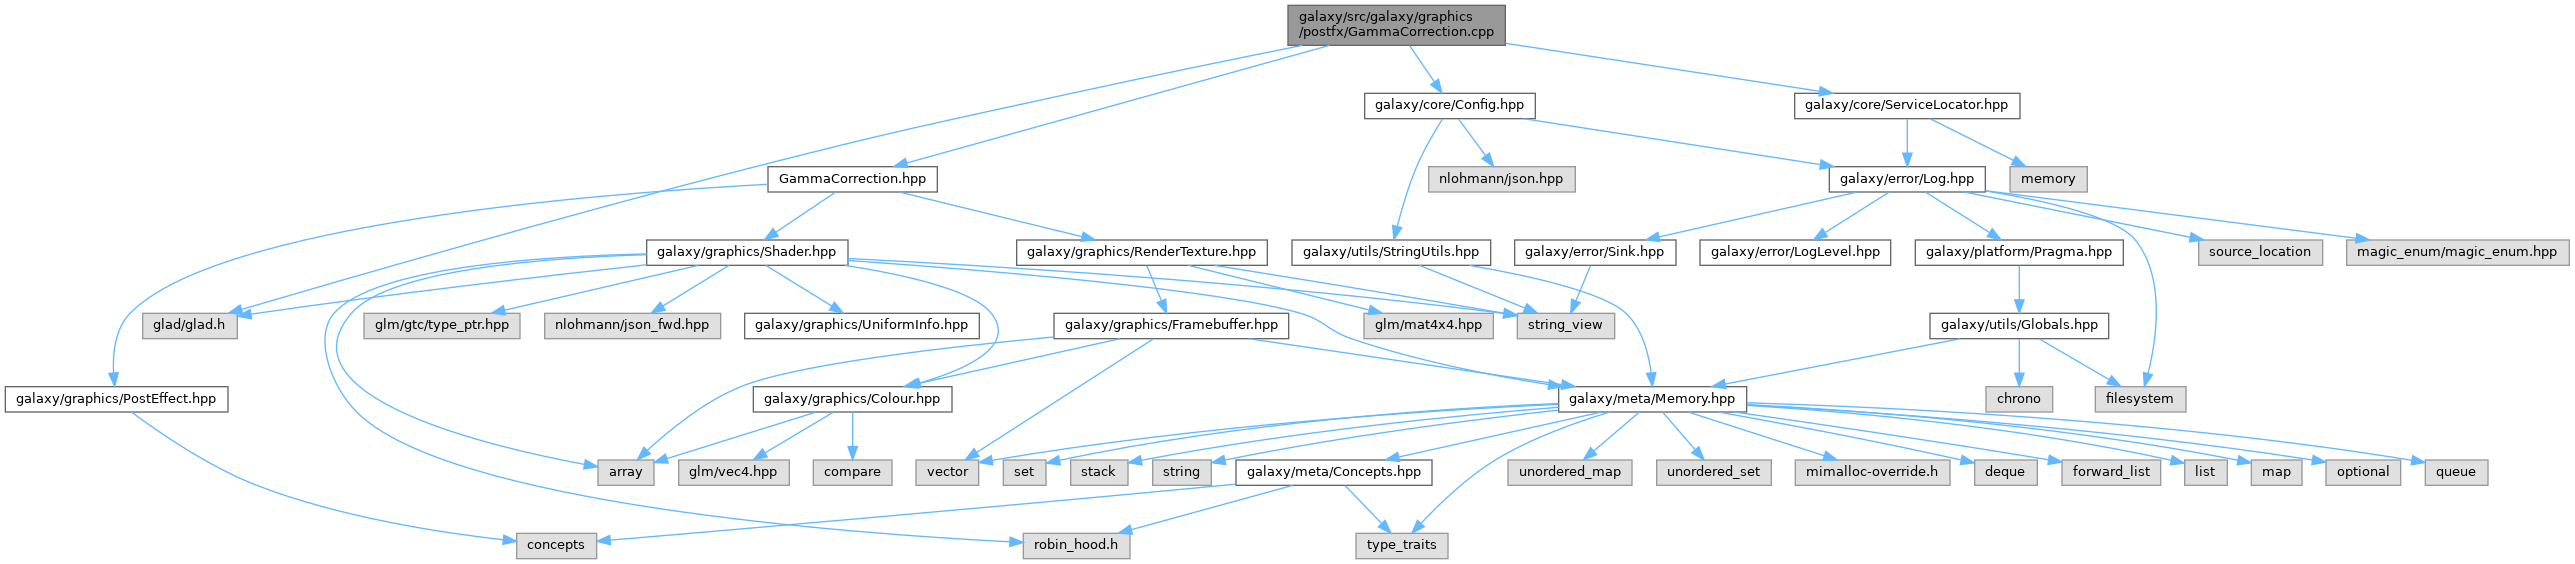 galaxy/src/galaxy/graphics
/postfx/GammaCorrection.cpp
galaxy/core/Config.hpp
galaxy/core/ServiceLocator.hpp
GammaCorrection.hpp
nlohmann/json.hpp
galaxy/error/Log.hpp
memory
galaxy/graphics/Shader.hpp
galaxy/graphics/RenderTexture.hpp
galaxy/utils/StringUtils.hpp
galaxy/error/Sink.hpp
galaxy/error/LogLevel.hpp
galaxy/platform/Pragma.hpp
source_location
magic_enum/magic_enum.hpp
glad/glad.h
glm/gtc/type_ptr.hpp
nlohmann/json_fwd.hpp
galaxy/graphics/UniformInfo.hpp
galaxy/graphics/Framebuffer.hpp
glm/mat4x4.hpp
string_view
galaxy/utils/Globals.hpp
galaxy/graphics/PostEffect.hpp
galaxy/graphics/Colour.hpp
galaxy/meta/Memory.hpp
chrono
filesystem
array
glm/vec4.hpp
compare
vector
set
stack
string
galaxy/meta/Concepts.hpp
unordered_map
unordered_set
mimalloc-override.h
deque
forward_list
list
map
optional
queue
concepts
robin_hood.h
type_traits